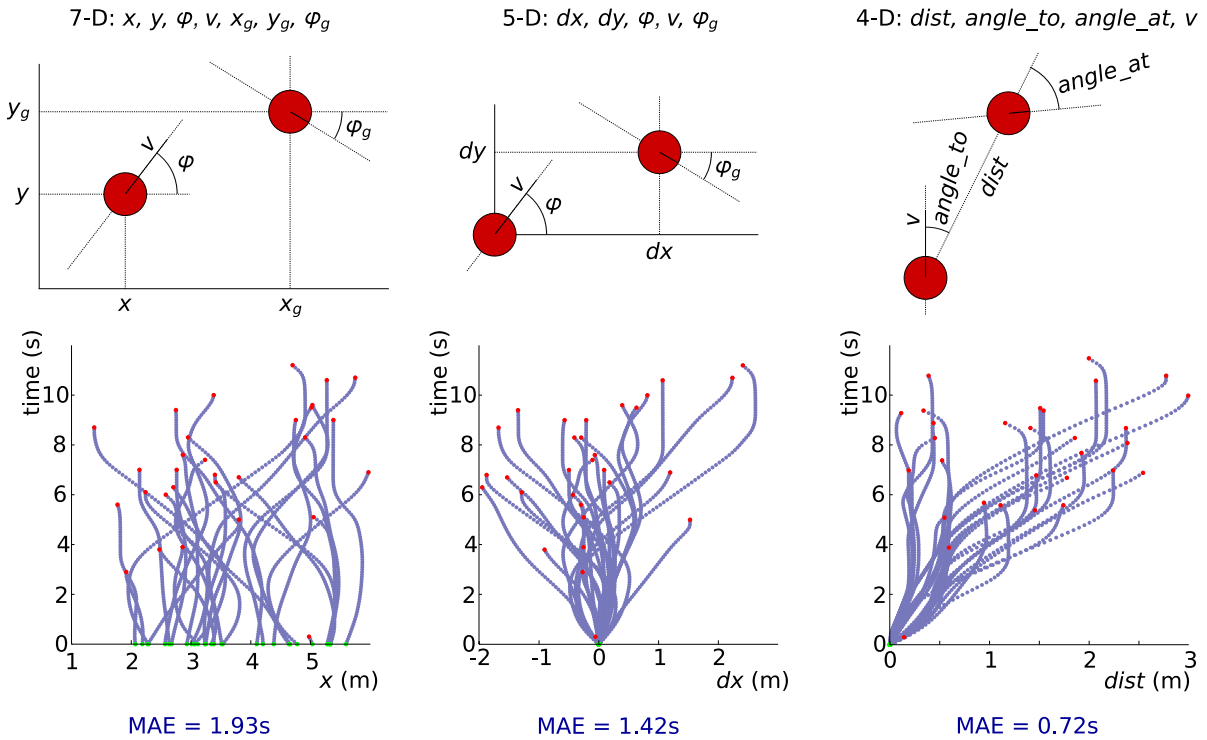 7-D: x, y, φ, v, x_g, y_g, φ_g
5-D: dx, dy, φ, v, φ_g
4-D: dist, angle_to, angle_at, v
y_g
y
v
φ
φ_g
x
x_g
dy
v
φ
φ_g
dx
angle_at
angle_to
dist
v
time (s)
10
8
6
4
2
0
1
2
3
4
5
x (m)
time (s)
10
8
6
4
2
0
-2
-1
0
1
2
dx (m)
time (s)
10
8
6
4
2
0
0
1
2
3
dist (m)
MAE = 1.93s
MAE = 1.42s
MAE = 0.72s